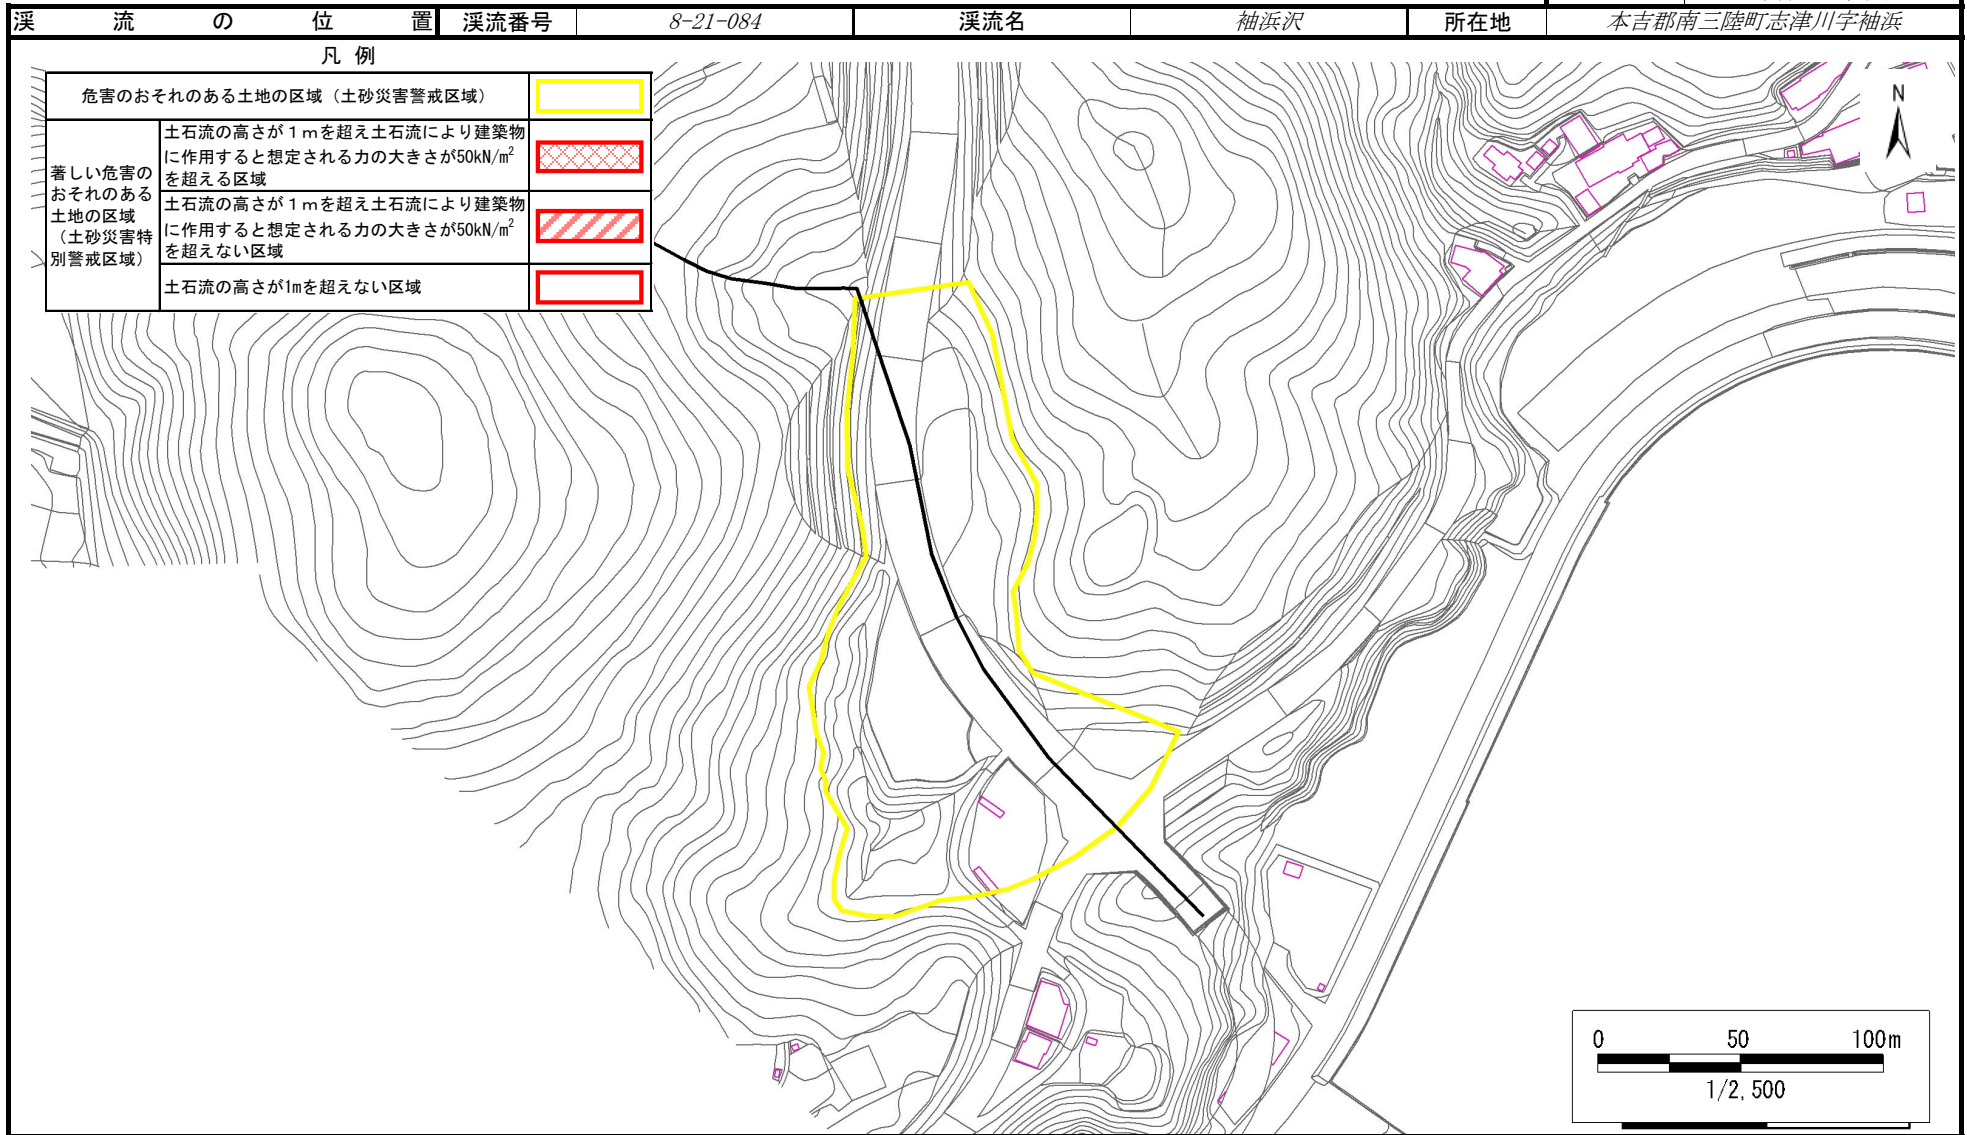 渓流の位置 渓流番号 8-21-084 渓流名 袖浜沢 所在地 本吉郡南三陸町志津川字袖浜
凡 例
危害のおそれのある土地の区域（土砂災害警戒区域）
著しい危害の
おそれのある
土地の区域
（土砂災害特
別警戒区域）
土石流の高さが１ｍを超え土石流により建築物
に作用すると想定される力の大きさが50kN/m²
を超える区域
土石流の高さが１ｍを超え土石流により建築物
に作用すると想定される力の大きさが50kN/m²
を超えない区域
土石流の高さが1mを超えない区域
N
0 50 100m
1/2,500